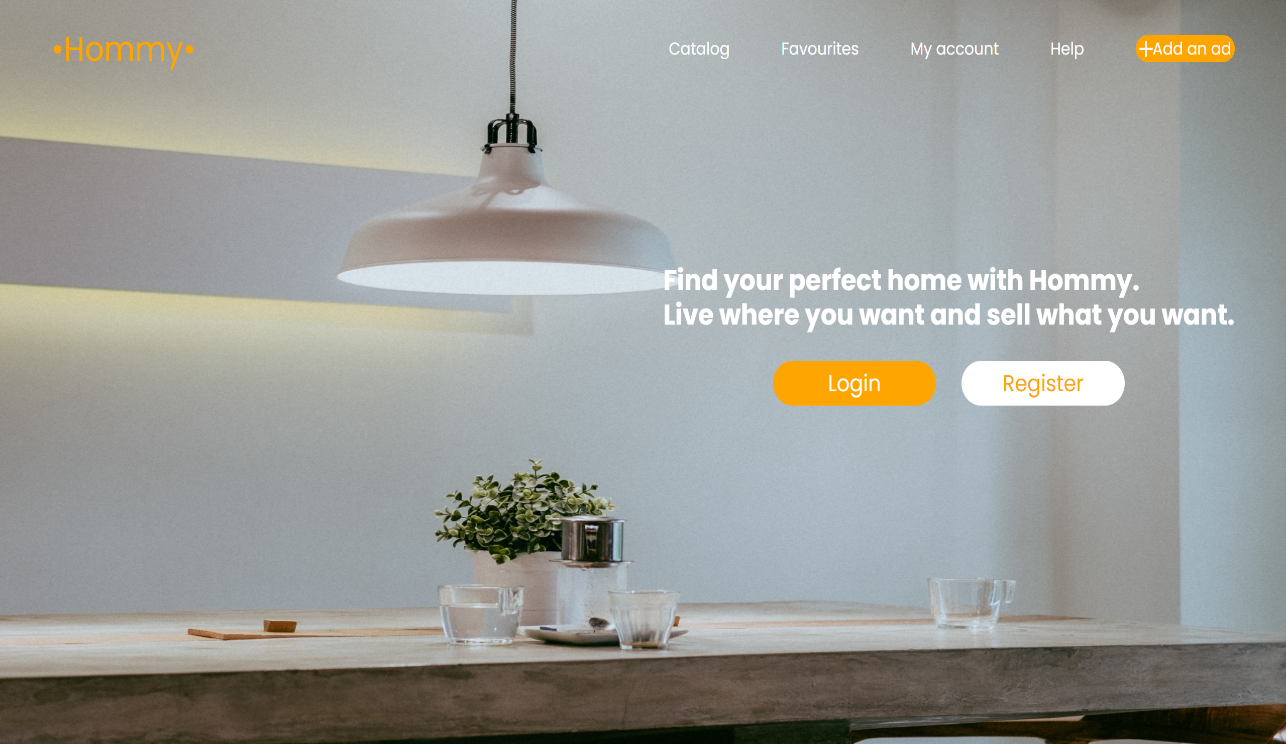 •Hommy•
Catalog Favourites My account Help +Add an ad
Find your perfect home with Hommy.
Live where you want and sell what you want.
Login Register